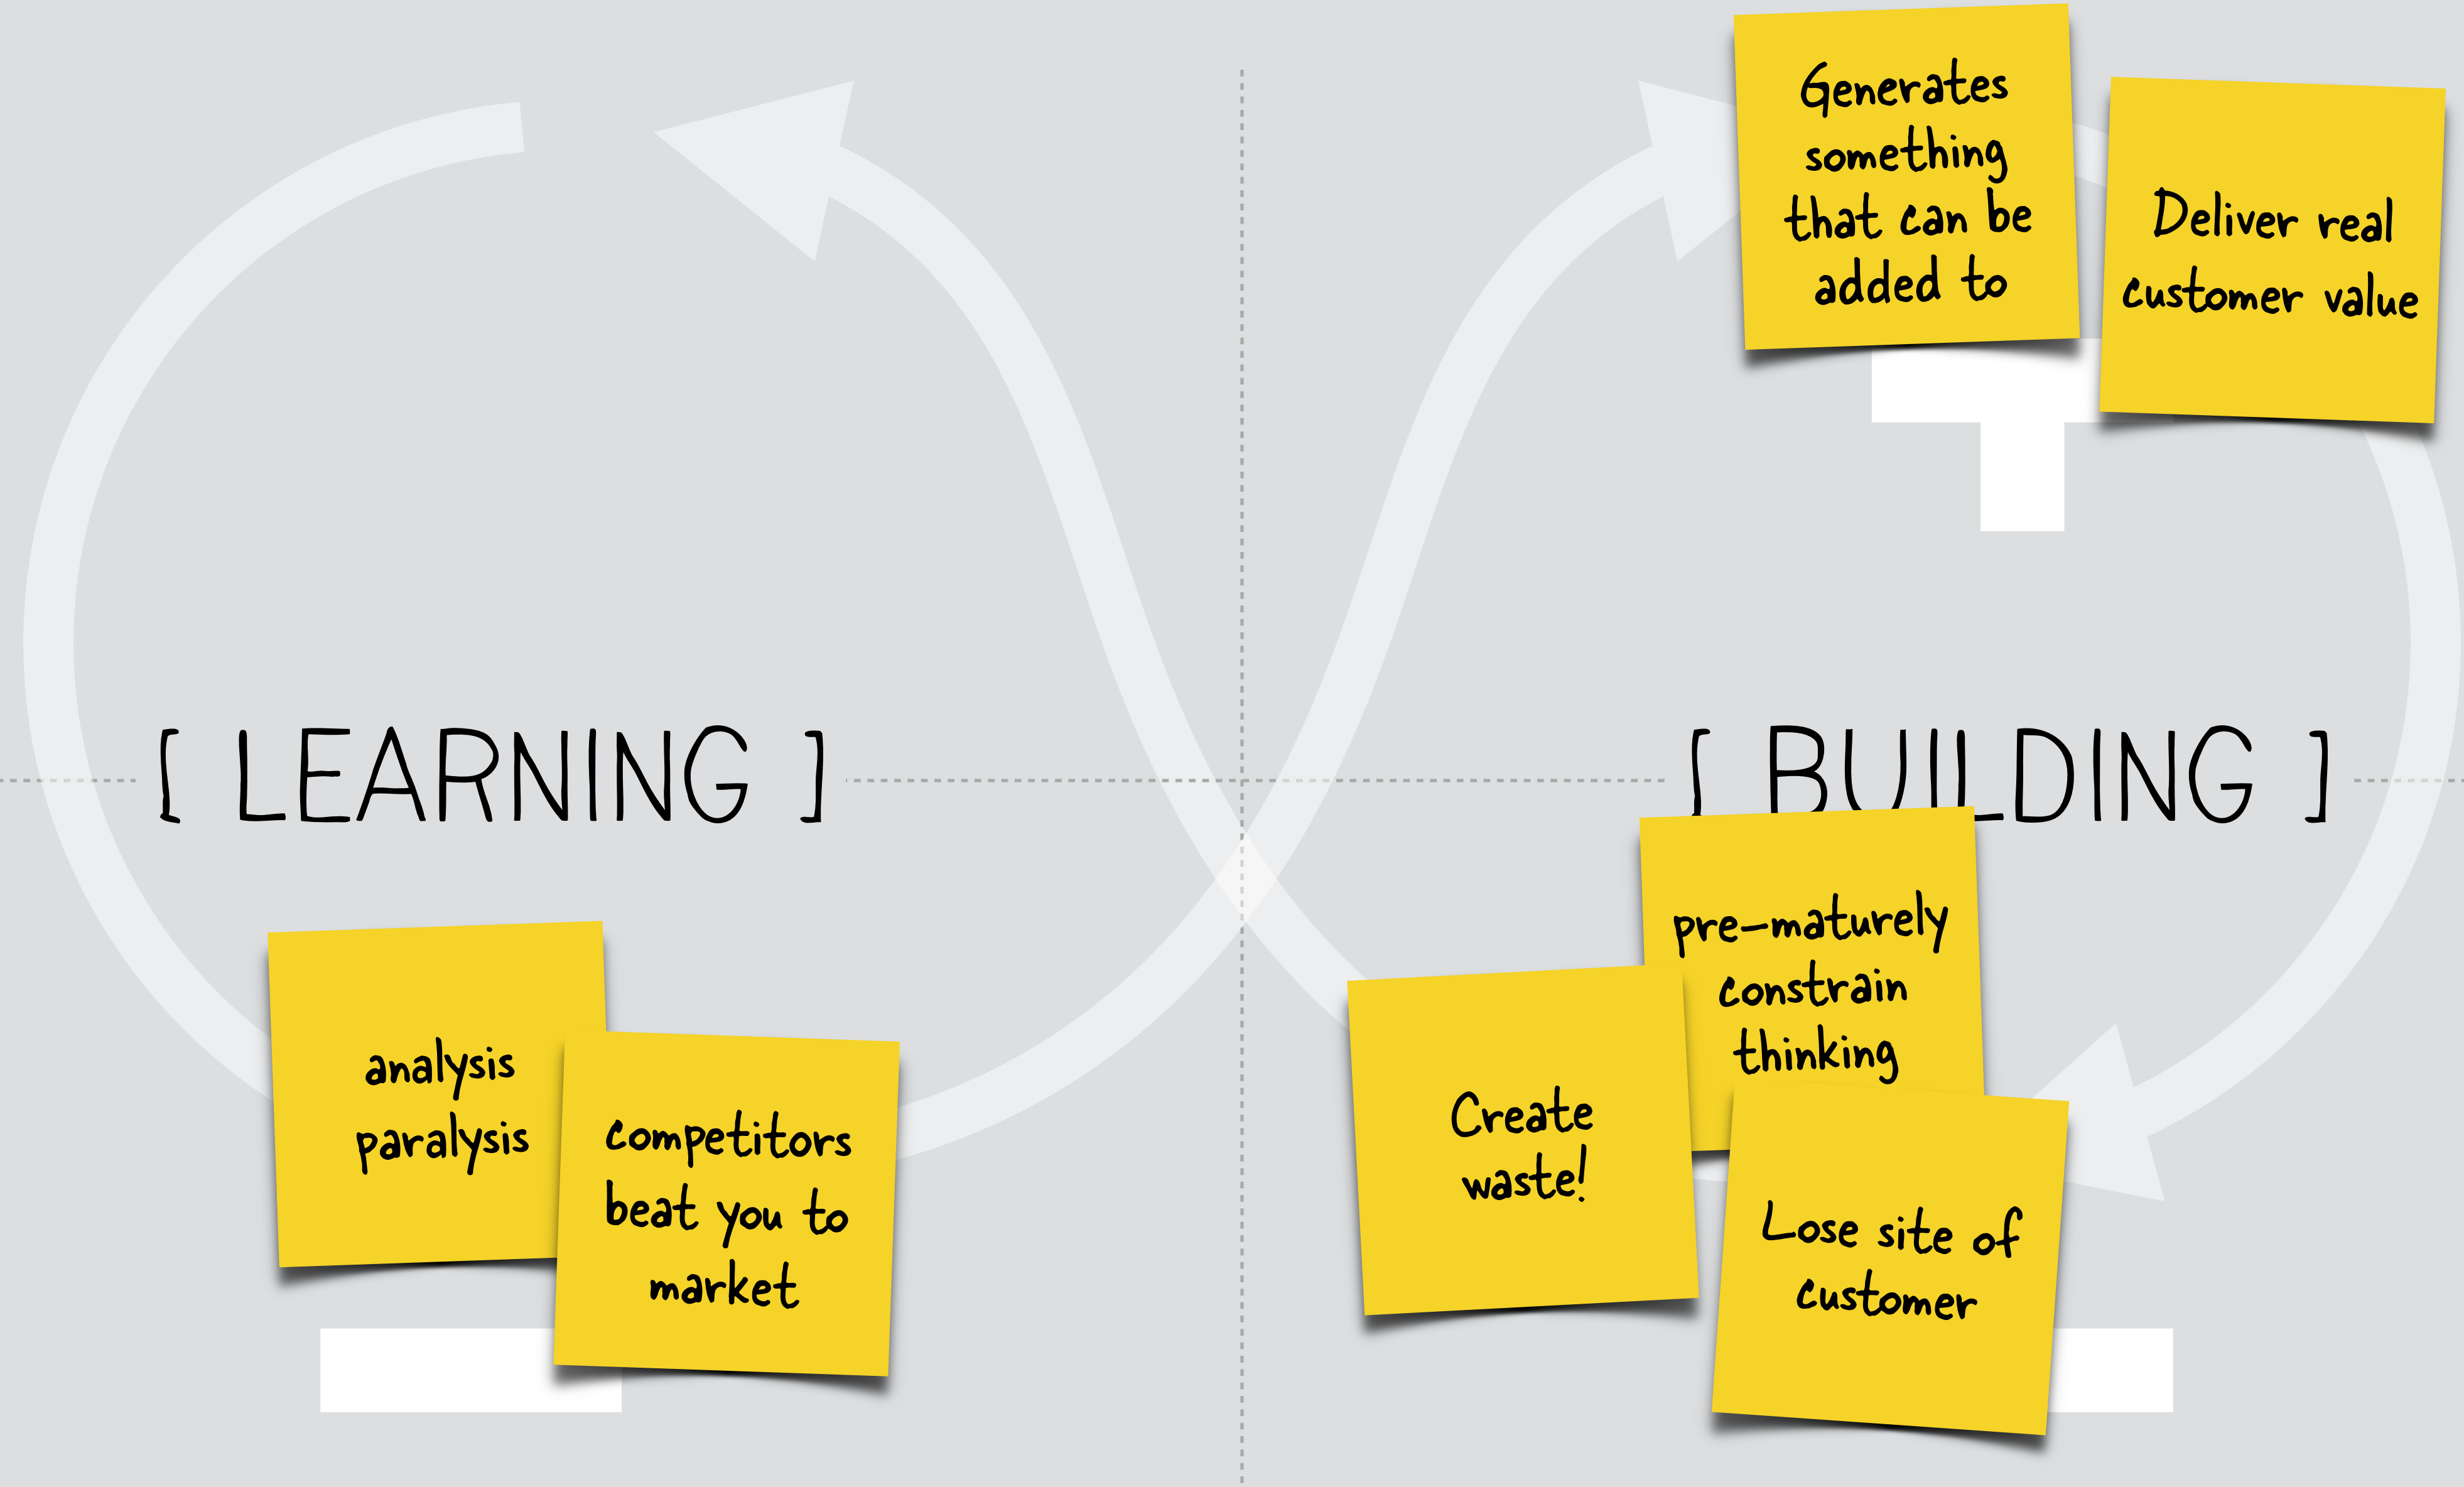 Generates
something
that can be
added to
Deliver real
customer value
[ LEARNING ]
[ BUILDING ]
analysis
paralysis
competitors
beat you to
market
pre-maturely
constrain
thinking
Create
waste!
Lose site of
customer